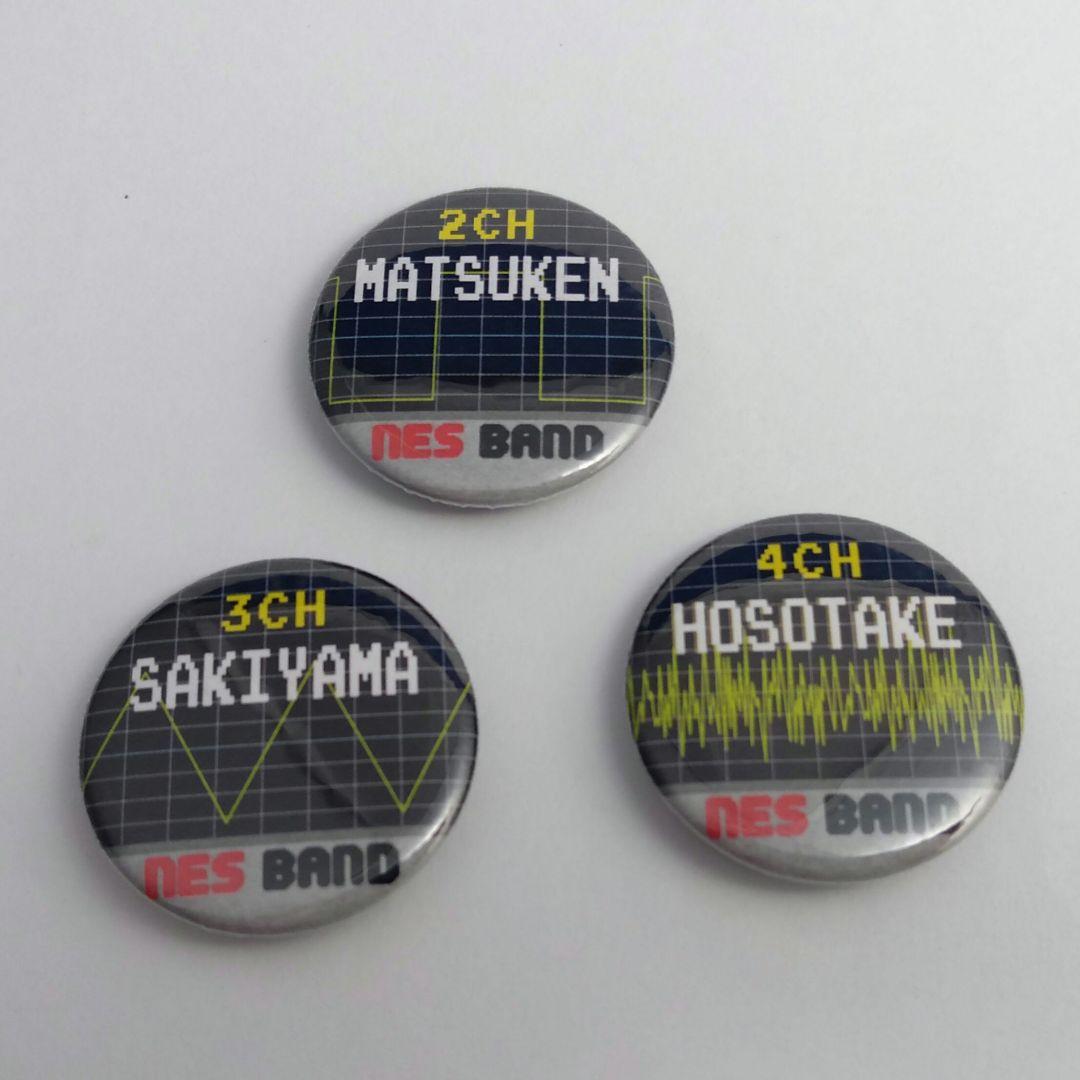 2CH
MATSUKEN
NES BAND
3CH
SAKIYAMA
NES BAND
4CH
HOSOTAKE
NES BAND